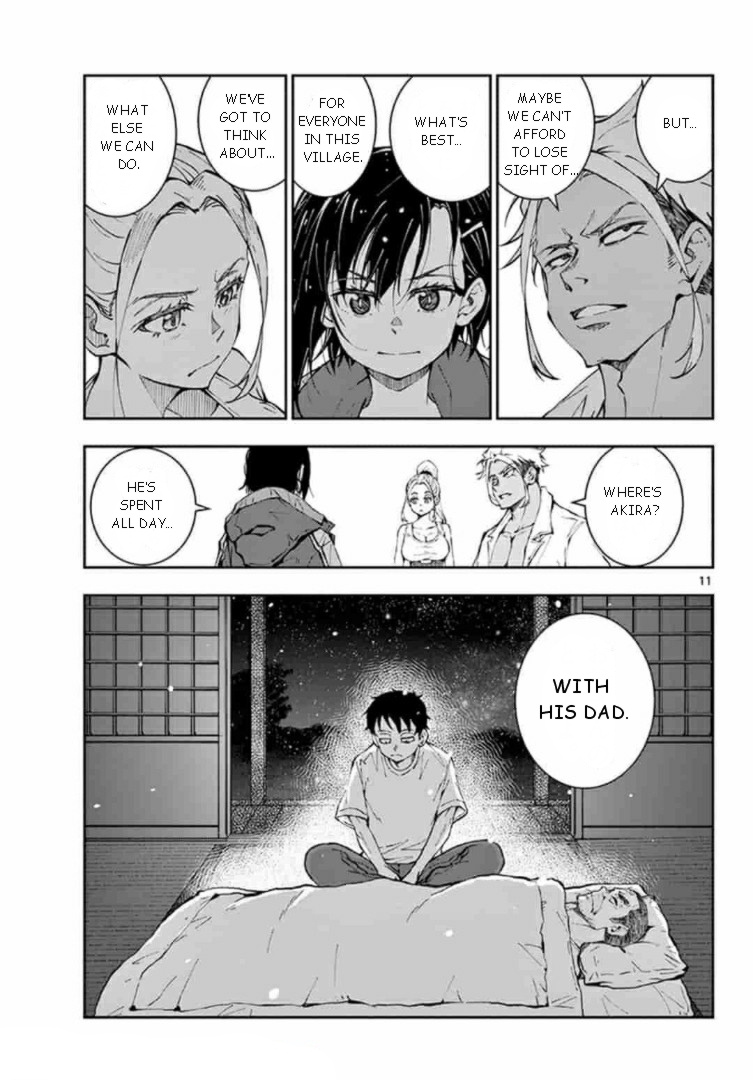 BUT...
MAYBE
WE CAN'T
AFFORD
TO LOSE
SIGHT OF...
WHAT'S
BEST...
FOR
EVERYONE
IN THIS
VILLAGE.
WE'VE
GOT TO
THINK
ABOUT...
WHAT
ELSE
WE CAN
DO.
WHERE'S
AKIRA?
HE'S
SPENT
ALL DAY...
11
WITH
HIS DAD.